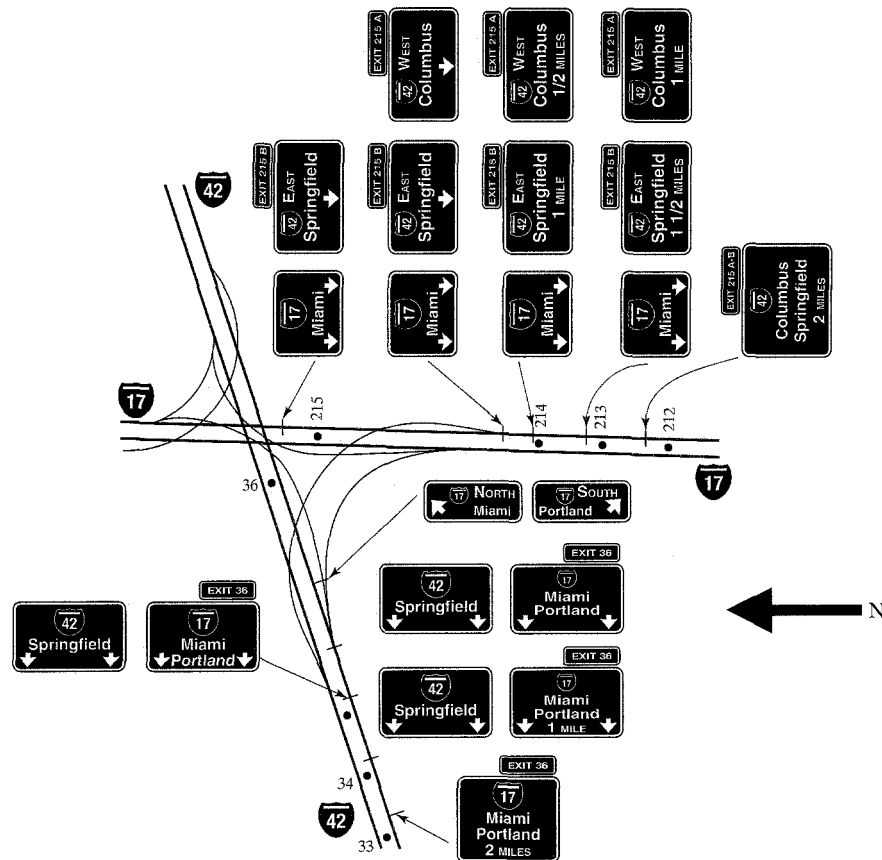 EXIT 215 A
42 WEST
Columbus
EXIT 215 A
42 WEST
Columbus
1/2 MILES
EXIT 215 A
42 WEST
Columbus
1 MILE
EXIT 215 B
42 EAST
Springfield
EXIT 215 B
42 EAST
Springfield
EXIT 215 B
42 EAST
Springfield
1 MILE
EXIT 215 B
42 EAST
Springfield
1 1/2 MILES
17
Miami
17
Miami
17
Miami
17
Miami
EXIT 215 A-B
42
Columbus
Springfield
2 MILES
42
17
215
214
213
212
17
36
17 NORTH
Miami
17 SOUTH
Portland
N
EXIT 36
42
Springfield
17
Miami
Portland
EXIT 36
42
Springfield
17
Miami
Portland
EXIT 36
42
Springfield
17
Miami
Portland
1 MILE
34
42
33
EXIT 36
17
Miami
Portland
2 MILES